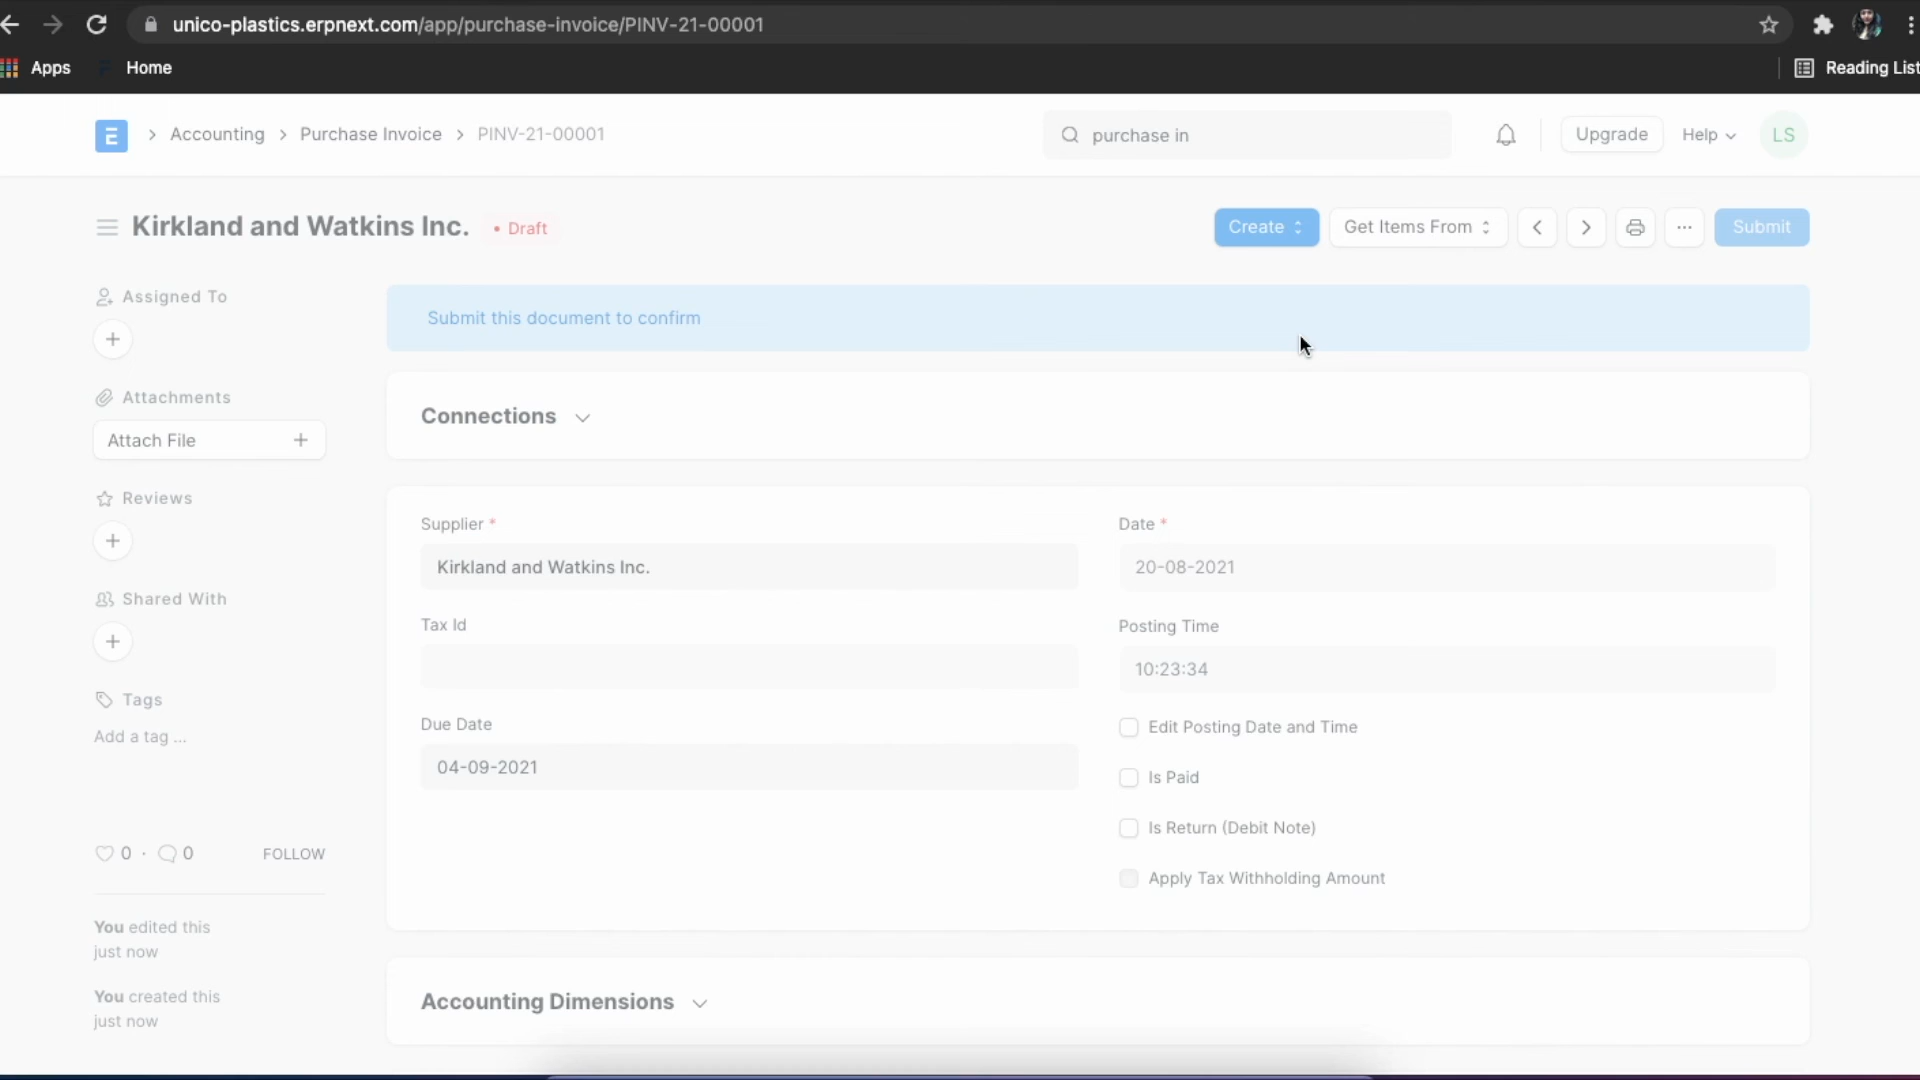 unico-plastics.erpnext.com/app/purchase-invoice/PINV-21-00001
Apps Home Reading List
E Accounting Purchase Invoice PINV-21-00001 purchase in Upgrade Help LS
Kirkland and Watkins Inc. • Draft Create Get Items From ... Submit
Assigned To
Submit this document to confirm
Attachments
Attach File
Connections
Reviews
Supplier *
Kirkland and Watkins Inc.
Date *
20-08-2021
Shared With
Tax Id
Posting Time
10:23:34
Tags
Add a tag ...
Due Date
04-09-2021
Edit Posting Date and Time
Is Paid
Is Return (Debit Note)
Apply Tax Withholding Amount
0 · 0 FOLLOW
You edited this
just now
You created this
just now
Accounting Dimensions